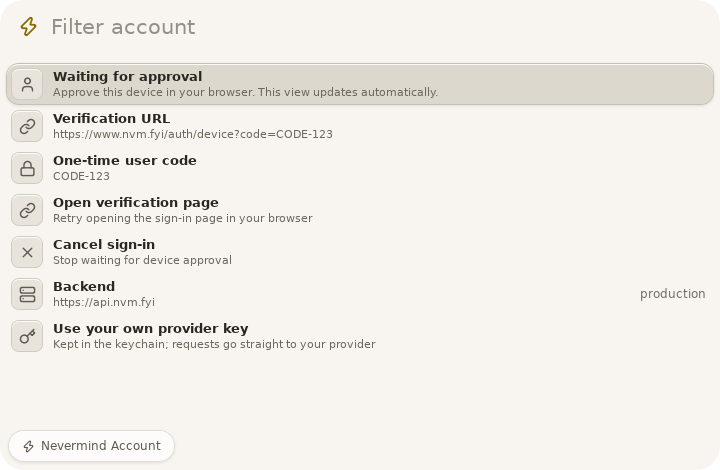 Filter account
Waiting for approval
Approve this device in your browser. This view updates automatically.
Verification URL
https://www.nvm.fyi/auth/device?code=CODE-123
One-time user code
CODE-123
Open verification page
Retry opening the sign-in page in your browser
Cancel sign-in
Stop waiting for device approval
Backend
https://api.nvm.fyi
production
Use your own provider key
Kept in the keychain; requests go straight to your provider
Nevermind Account